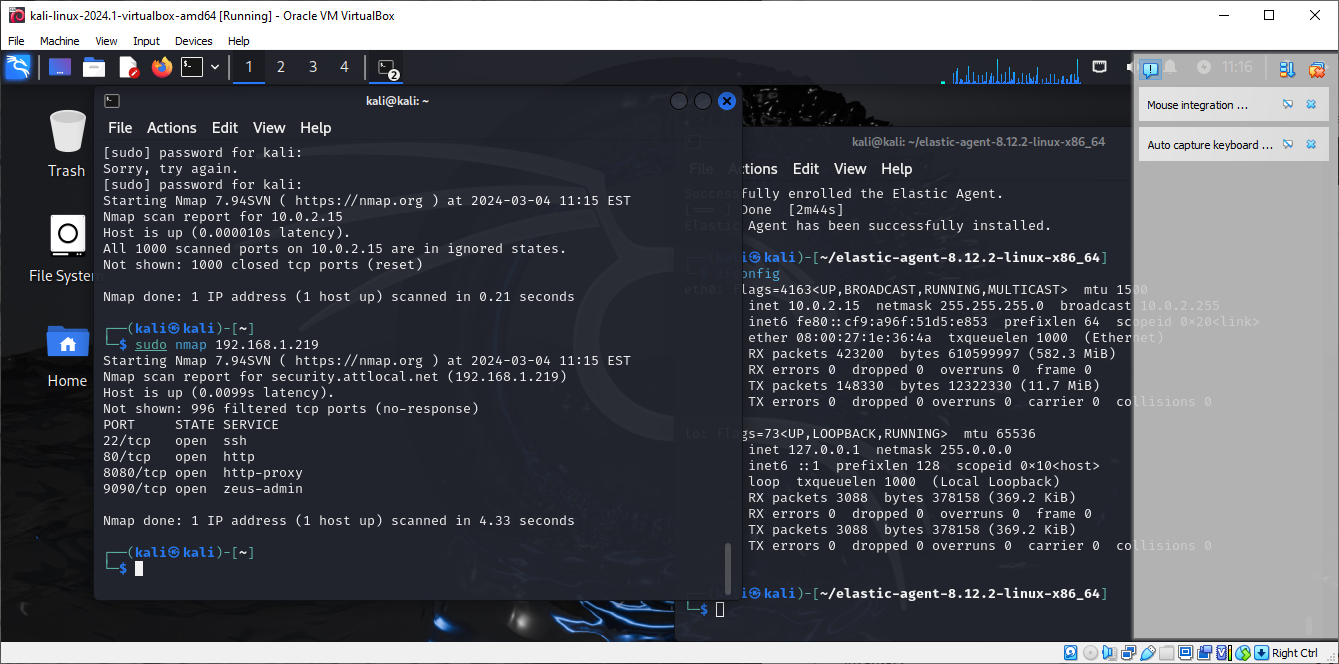 kali-linux-2024.1-virtualbox-amd64 [Running] - Oracle VM VirtualBox
File Machine View Input Devices Help
1 2 3 4 2 11:16
Trash
File System
Home
kali@kali: ~
File Actions Edit View Help
[sudo] password for kali:
Sorry, try again.
[sudo] password for kali:
Starting Nmap 7.94SVN ( https://nmap.org ) at 2024-03-04 11:15 EST
Nmap scan report for 10.0.2.15
Host is up (0.000010s latency).
All 1000 scanned ports on 10.0.2.15 are in ignored states.
Not shown: 1000 closed tcp ports (reset)
Nmap done: 1 IP address (1 host up) scanned in 0.21 seconds
┌──(kali㉿kali)-[~]
└─$ sudo nmap 192.168.1.219
Starting Nmap 7.94SVN ( https://nmap.org ) at 2024-03-04 11:15 EST
Nmap scan report for security.attlocal.net (192.168.1.219)
Host is up (0.0099s latency).
Not shown: 996 filtered tcp ports (no-response)
PORT STATE SERVICE
22/tcp open ssh
80/tcp open http
8080/tcp open http-proxy
9090/tcp open zeus-admin
Nmap done: 1 IP address (1 host up) scanned in 4.33 seconds
┌──(kali㉿kali)-[~]
└─$
kali@kali: ~/elastic-agent-8.12.2-linux-x86_64
File Actions Edit View Help
Successfully enrolled the Elastic Agent.
Done [2m44s]
Elastic Agent has been successfully installed.
┌──(kali㉿kali)-[~/elastic-agent-8.12.2-linux-x86_64]
└─$ ifconfig
eth0: flags=4163<UP,BROADCAST,RUNNING,MULTICAST> mtu 1500
inet 10.0.2.15 netmask 255.255.255.0 broadcast 10.0.2.255
inet6 fe80::cf9:a96f:51d5:e853 prefixlen 64 scopeid 0×20<link>
ether 08:00:27:1e:36:4a txqueuelen 1000 (Ethernet)
RX packets 423200 bytes 610599997 (582.3 MiB)
RX errors 0 dropped 0 overruns 0 frame 0
TX packets 148330 bytes 12322330 (11.7 MiB)
TX errors 0 dropped 0 overruns 0 carrier 0 collisions 0
lo: flags=73<UP,LOOPBACK,RUNNING> mtu 65536
inet 127.0.0.1 netmask 255.0.0.0
inet6 ::1 prefixlen 128 scopeid 0×10<host>
loop txqueuelen 1000 (Local Loopback)
RX packets 3088 bytes 378158 (369.2 KiB)
RX errors 0 dropped 0 overruns 0 frame 0
TX packets 3088 bytes 378158 (369.2 KiB)
TX errors 0 dropped 0 overruns 0 carrier 0 collisions 0
┌──(kali㉿kali)-[~/elastic-agent-8.12.2-linux-x86_64]
└─$
Mouse integration ...
Auto capture keyboard ...
Right Ctrl